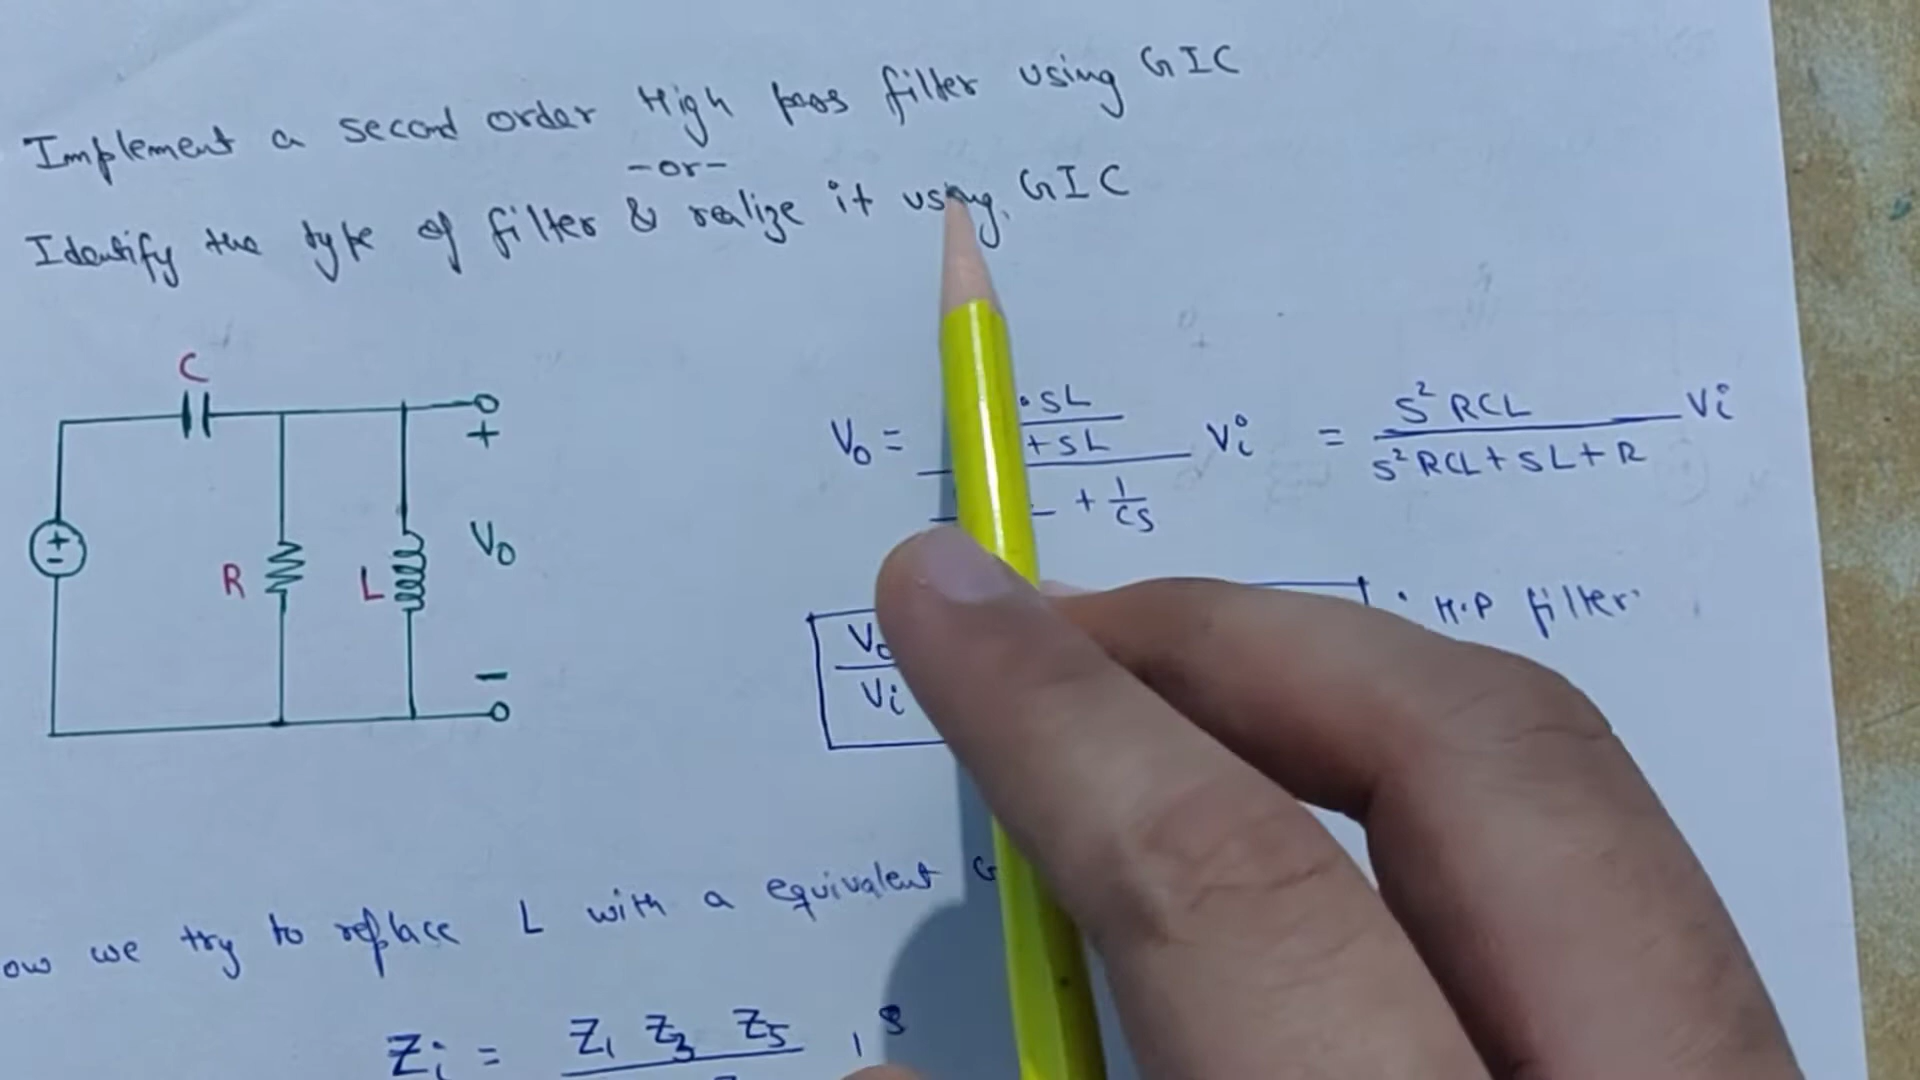 Implement a second order High pass filter using GIC
-or-
Identify the type of filter & realize it using GIC
C
+
V₀
R
L
+
-
-
V₀ =
·sL
+sL
+ 1/cs
Vi = s² RCL / s² RCL + sL + R Vi
V₀
Vi
H.P filter
ow we try to replace L with a equivalent G
Zi = Z₁ Z₃ Z₅ ,